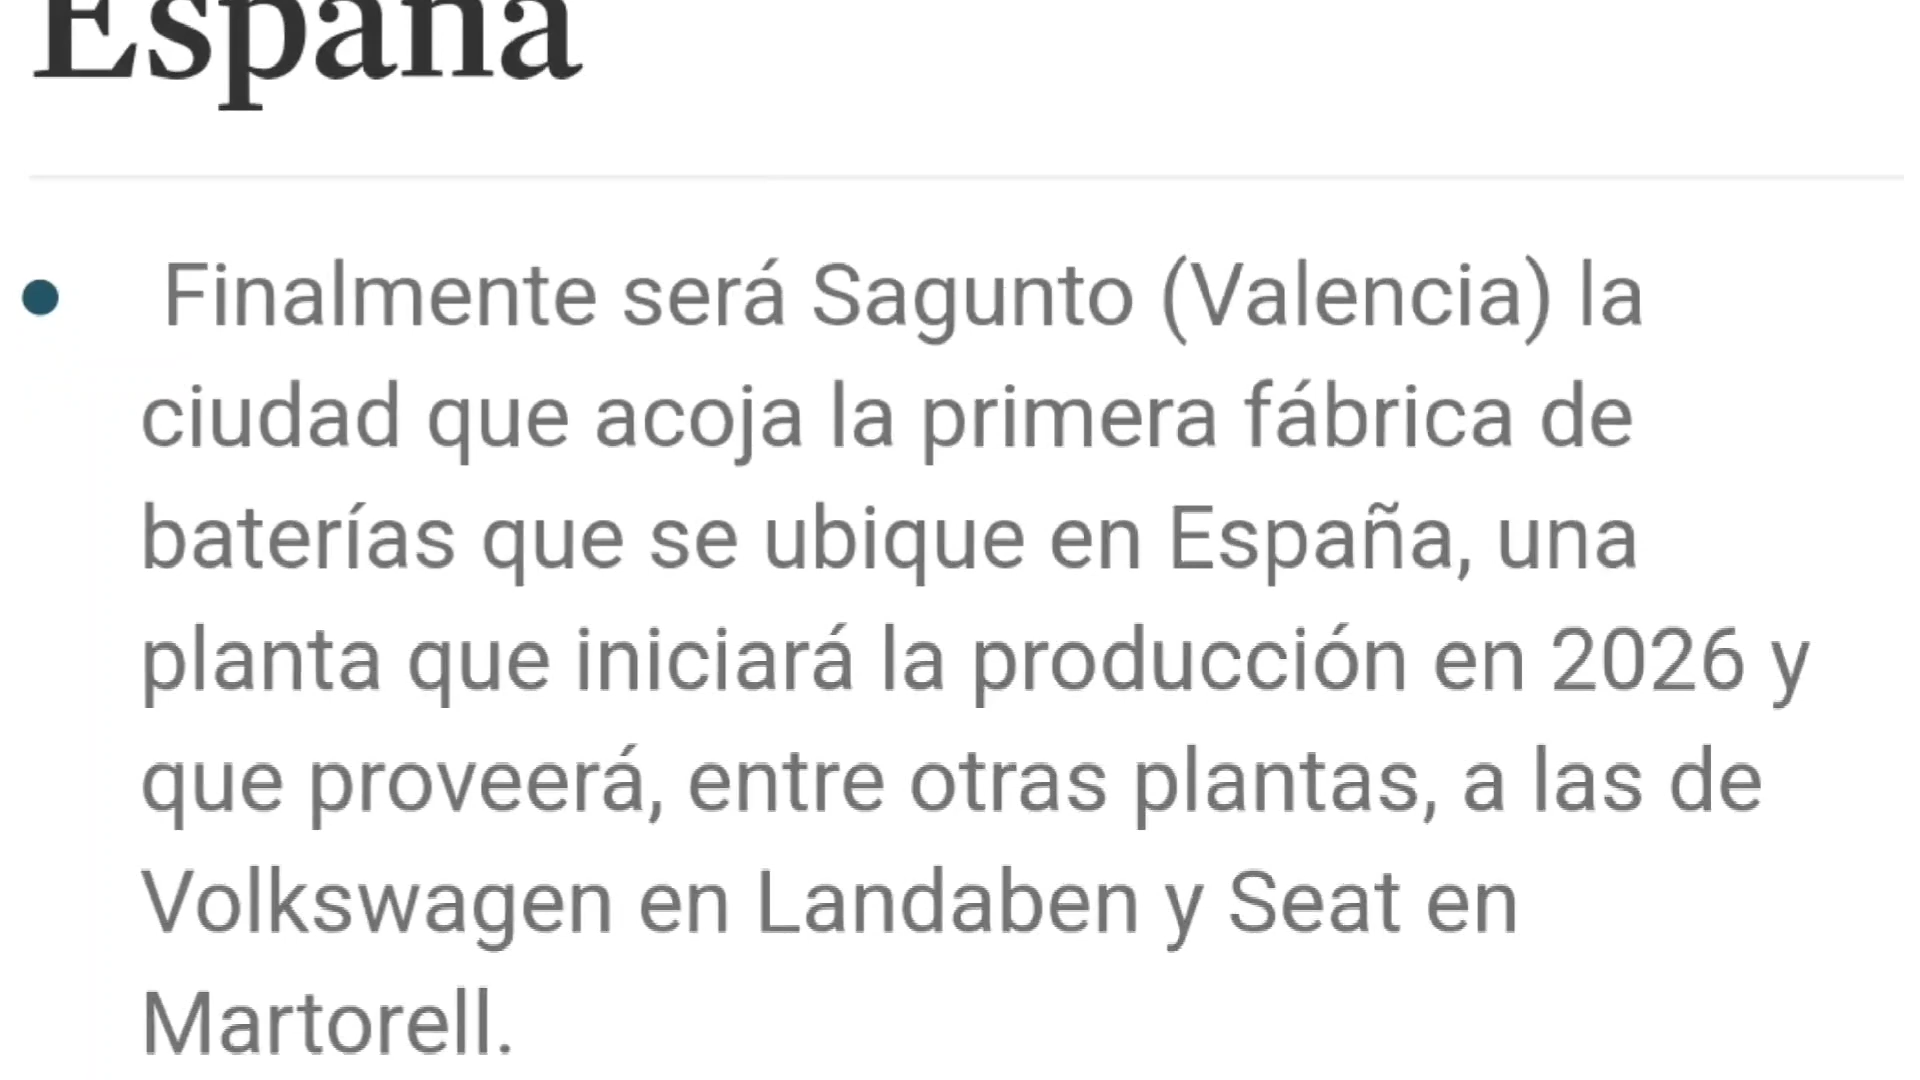 España
Finalmente será Sagunto (Valencia) la
ciudad que acoja la primera fábrica de
baterías que se ubique en España, una
planta que iniciará la producción en 2026 y
que proveerá, entre otras plantas, a las de
Volkswagen en Landaben y Seat en
Martorell.